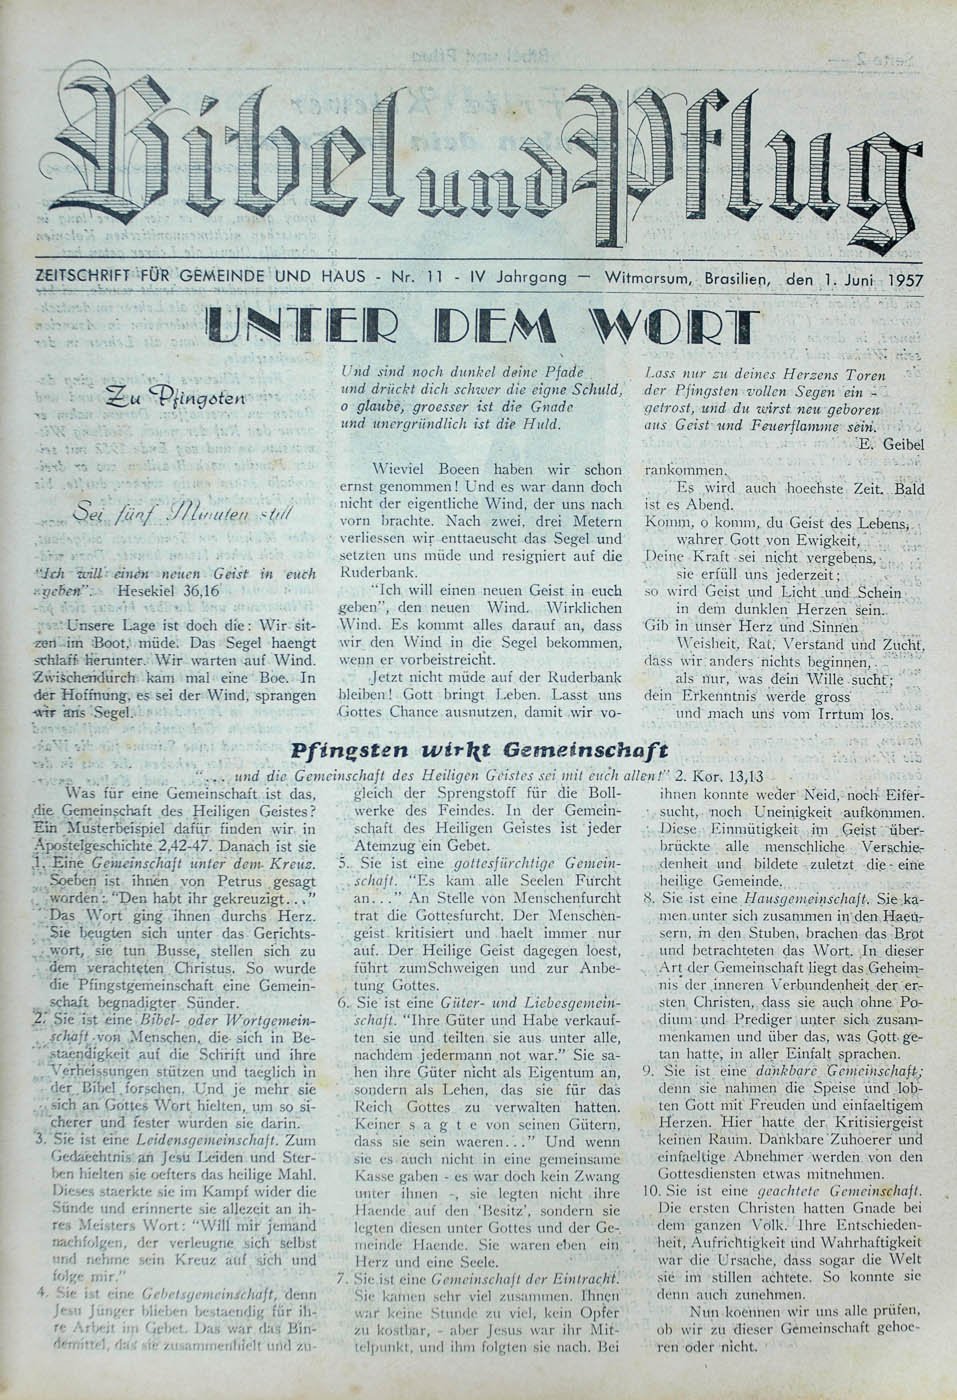 Bibel und Pflug
ZEITSCHRIFT FÜR GEMEINDE UND HAUS - Nr. 11 - IV Jahrgang — Witmarsum, Brasilien, den 1. Juni 1957
UNTER DEM WORT
Zu Pfingsten
Und sind noch dunkel deine Pfade
und drückt dich schwer die eigne Schuld,
o glaube, groesser ist die Gnade
und unergründlich ist die Huld.
Lass nur zu deines Herzens Toren
der Pfingsten vollen Segen ein -
getrost, und du wirst neu geboren
aus Geist und Feuerflamme sein.
E. Geibel
Sei fünf Minuten still
"Ich will einen neuen Geist in euch
geben". Hesekiel 36,16
Unsere Lage ist doch die: Wir sit-
zen im Boot, müde. Das Segel haengt
schlaff herunter. Wir warten auf Wind.
Zwischendurch kam mal eine Boe. In
der Hoffnung, es sei der Wind, sprangen
wir ans Segel.
Wieviel Boeen haben wir schon
ernst genommen! Und es war dann doch
nicht der eigentliche Wind, der uns nach
vorn brachte. Nach zwei, drei Metern
verliessen wir enttaeuscht das Segel und
setzten uns müde und resigniert auf die
Ruderbank.
"Ich will einen neuen Geist in euch
geben", den neuen Wind. Wirklichen
Wind. Es kommt alles darauf an, dass
wir den Wind in die Segel bekommen,
wenn er vorbeistreicht.
Jetzt nicht müde auf der Ruderbank
bleiben! Gott bringt Leben. Lasst uns
Gottes Chance ausnutzen, damit wir vo-
rankommen.
Es wird auch hoechste Zeit. Bald
ist es Abend.
Komm, o komm, du Geist des Lebens,
wahrer Gott von Ewigkeit,
Deine Kraft sei nicht vergebens,
sie erfüll uns jederzeit;
so wird Geist und Licht und Schein
in dem dunklen Herzen sein.
Gib in unser Herz und Sinnen
Weisheit, Rat, Verstand und Zucht,
dass wir anders nichts beginnen,
als nur, was dein Wille sucht;
dein Erkenntnis werde gross
und mach uns vom Irrtum los.
Pfingsten wirkt Gemeinschaft
"... und die Gemeinschaft des Heiligen Geistes sei mit euch allen!" 2. Kor. 13,13
Was für eine Gemeinschaft ist das,
die Gemeinschaft des Heiligen Geistes?
Ein Musterbeispiel dafür finden wir in
Apostelgeschichte 2,42-47. Danach ist sie
1. Eine Gemeinschaft unter dem Kreuz.
Soeben ist ihnen von Petrus gesagt
worden: "Den habt ihr gekreuzigt..."
Das Wort ging ihnen durchs Herz.
Sie beugten sich unter das Gerichts-
wort, sie tun Busse, stellen sich zu
dem verachteten Christus. So wurde
die Pfingstgemeinschaft eine Gemein-
schaft begnadigter Sünder.
2. Sie ist eine Bibel- oder Wortgemein-
schaft von Menschen, die sich in Be-
staendigkeit auf die Schrift und ihre
Verheissungen stützen und taeglich in
der Bibel forschen. Und je mehr sie
sich an Gottes Wort hielten, um so si-
cherer und fester wurden sie darin.
3. Sie ist eine Leidensgemeinschaft. Zum
Gedaechtnis an Jesu Leiden und Ster-
ben hielten sie oefters das heilige Mahl.
Dieses staerkte sie im Kampf wider die
Sünde und erinnerte sie allezeit an ih-
res Meisters Wort: "Will mir jemand
nachfolgen, der verleugne sich selbst
und nehme sein Kreuz auf sich und
folge mir."
4. Sie ist eine Gebetsgemeinschaft, denn
Jesu Jünger blieben bestaendig für ih-
re Arbeit im Gebet. Das war das Bin-
demittel, das sie zusammenhielt und zu-
gleich der Sprengstoff für die Boll-
werke des Feindes. In der Gemein-
schaft des Heiligen Geistes ist jeder
Atemzug ein Gebet.
5. Sie ist eine gottesfürchtige Gemein-
schaft. "Es kam alle Seelen Furcht
an..." An Stelle von Menschenfurcht
trat die Gottesfurcht. Der Menschen-
geist kritisiert und haelt immer nur
auf. Der Heilige Geist dagegen loest,
führt zumSchweigen und zur Anbe-
tung Gottes.
6. Sie ist eine Güter- und Liebesgemein-
schaft. "Ihre Güter und Habe verkauf-
ten sie und teilten sie aus unter alle,
nachdem jedermann not war." Sie sa-
hen ihre Güter nicht als Eigentum an,
sondern als Lehen, das sie für das
Reich Gottes zu verwalten hatten.
Keiner s a g t e von seinen Gütern,
dass sie sein waeren..." Und wenn
sie es auch nicht in eine gemeinsame
Kasse gaben - es war doch kein Zwang
unter ihnen -, sie legten nicht ihre
Haende auf den 'Besitz', sondern sie
legten diesen unter Gottes und der Ge-
meinde Haende. Sie waren eben ein
Herz und eine Seele.
7. Sie ist eine Gemeinschaft der Eintracht.
Sie kamen sehr viel zusammen. Ihnen
war keine Stunde zu viel, kein Opfer
zu kostbar, - aber Jesus war ihr Mit-
telpunkt, und ihm folgten sie nach. Bei
ihnen konnte weder Neid, noch Eifer-
sucht, noch Uneinigkeit aufkommen.
Diese Einmütigkeit im Geist über-
brückte alle menschliche Verschie-
denheit und bildete zuletzt die eine
heilige Gemeinde.
8. Sie ist eine Hausgemeinschaft. Sie ka-
men unter sich zusammen in den Haeu-
sern, in den Stuben, brachen das Brot
und betrachteten das Wort. In dieser
Art der Gemeinschaft liegt das Geheim-
nis der inneren Verbundenheit der er-
sten Christen, dass sie auch ohne Po-
dium und Prediger unter sich zusam-
menkamen und über das, was Gott ge-
tan hatte, in aller Einfalt sprachen.
9. Sie ist eine dankbare Gemeinschaft;
denn sie nahmen die Speise und lob-
ten Gott mit Freuden und einfaeltigem
Herzen. Hier hatte der Kritisiergeist
keinen Raum. Dankbare Zuhoerer und
einfaeltige Abnehmer werden von den
Gottesdiensten etwas mitnehmen.
10. Sie ist eine geachtete Gemeinschaft.
Die ersten Christen hatten Gnade bei
dem ganzen Volk. Ihre Entschieden-
heit, Aufrichtigkeit und Wahrhaftigkeit
war die Ursache, dass sogar die Welt
sie im stillen achtete. So konnte sie
denn auch zunehmen.
Nun koennen wir uns alle prüfen,
ob wir zu dieser Gemeinschaft gehoe-
ren oder nicht.